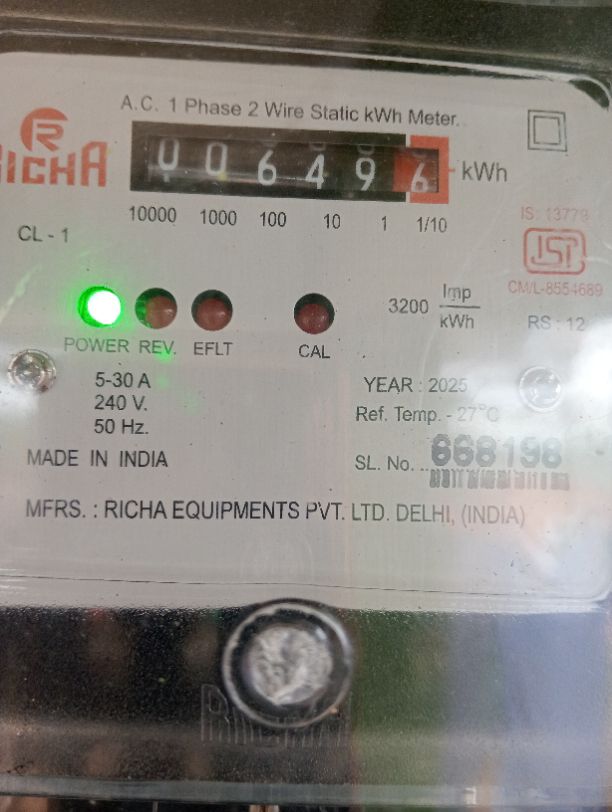 A.C. 1 Phase 2 Wire Static kWh Meter.
RICHA
0 0 6 4 9 6 kWh
10000 1000 100 10 1 1/10
CL - 1
IS: 13779
ISI
CM/L-8554689
3200 Imp/kWh
RS : 12
POWER REV. EFLT CAL
5-30 A
240 V.
50 Hz.
YEAR : 2025
Ref. Temp. - 27°C
MADE IN INDIA
SL. No. .. 668198
MFRS. : RICHA EQUIPMENTS PVT. LTD. DELHI, (INDIA)
RICHA